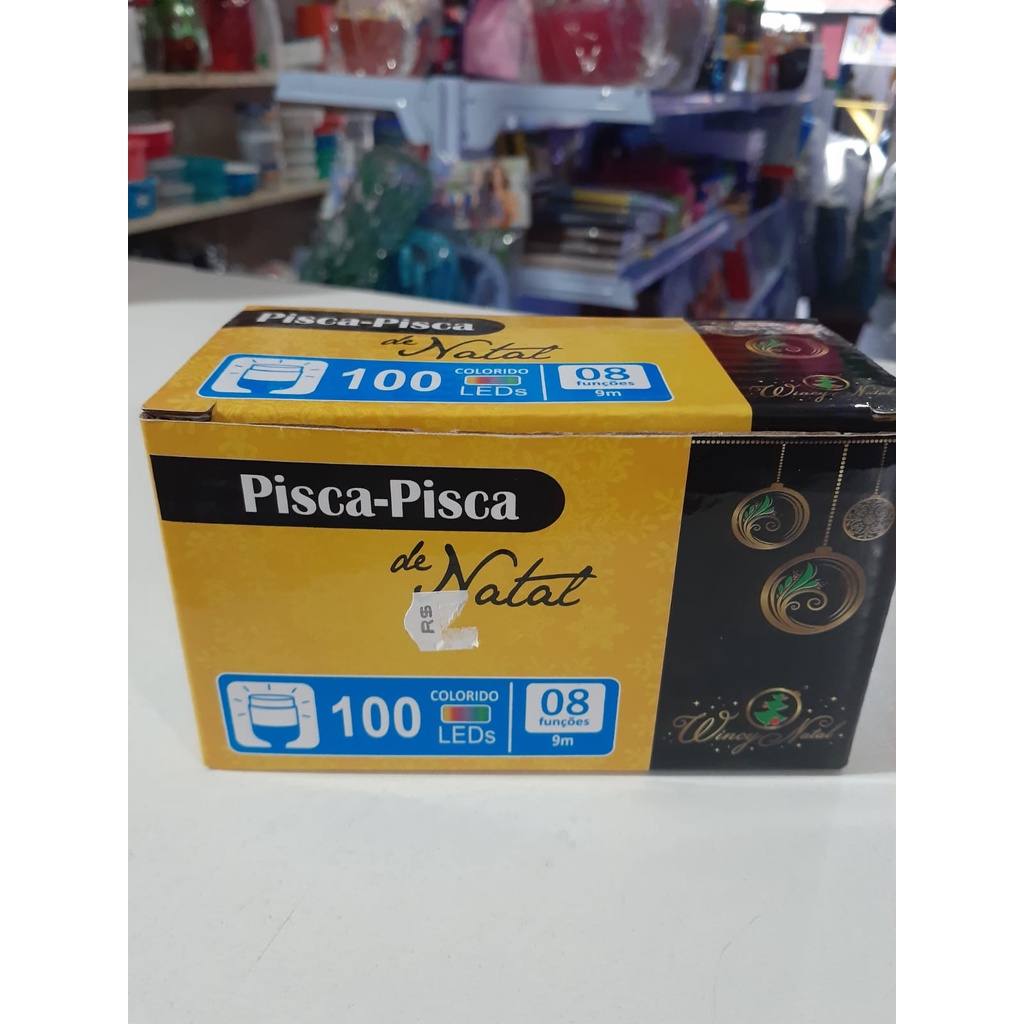 Pisca-Pisca
de Natal
100
COLORIDO
LEDs
08
funções
9m
Wincy Natal
Pisca-Pisca
de Natal
R$
100
COLORIDO
LEDs
08
funções
9m
Wincy Natal